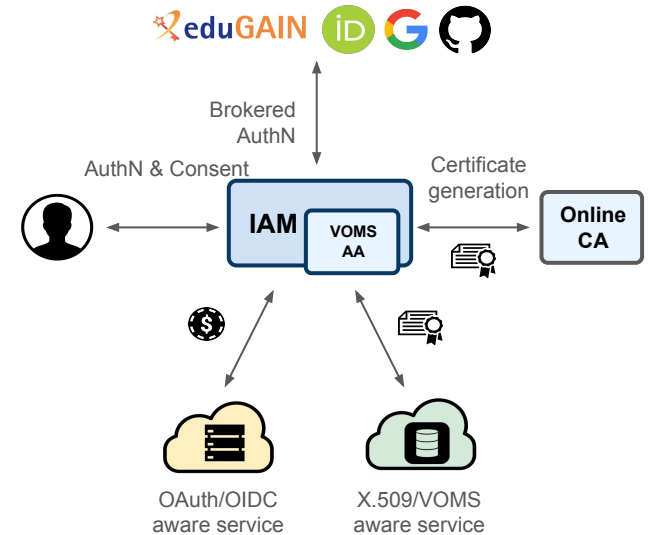 eduGAIN iD G
Brokered
AuthN
AuthN & Consent
Certificate
generation
IAM
VOMS
AA
Online
CA
$
OAuth/OIDC
aware service
X.509/VOMS
aware service